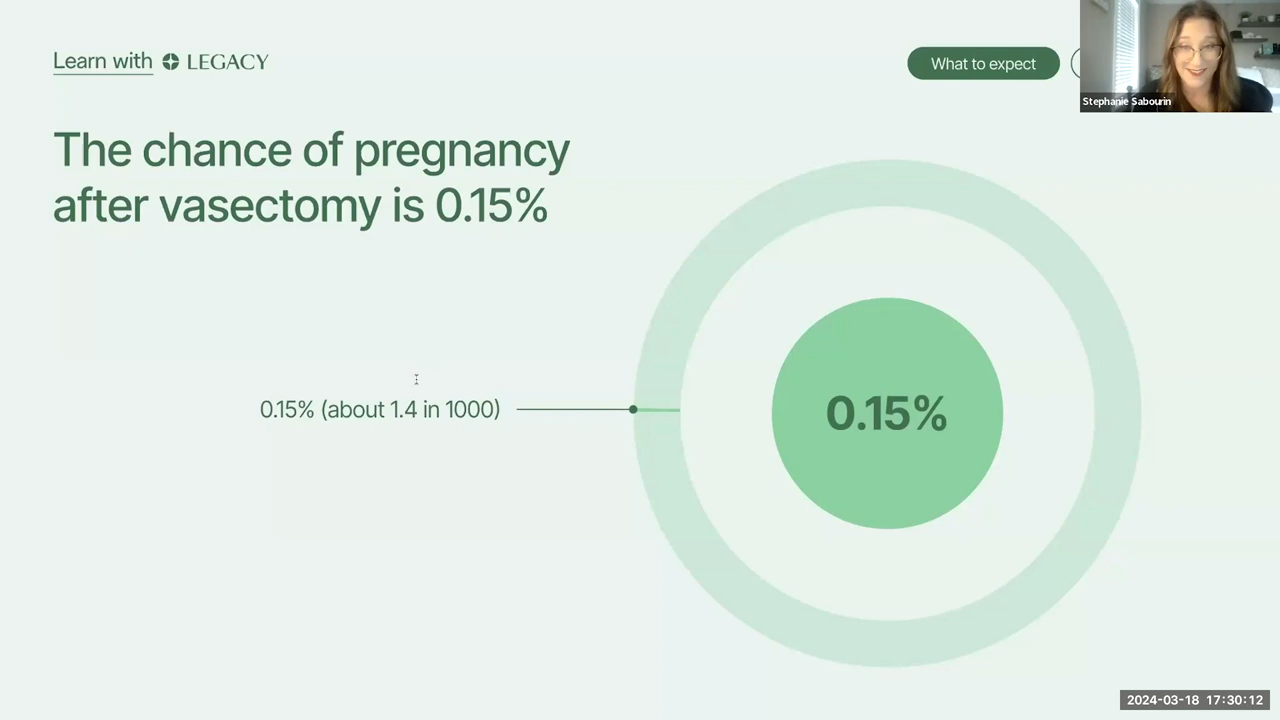 Learn with LEGACY
What to expect
Stephanie Sabourin
The chance of pregnancy
after vasectomy is 0.15%
0.15% (about 1.4 in 1000)
0.15%
2024-03-18 17:30:12